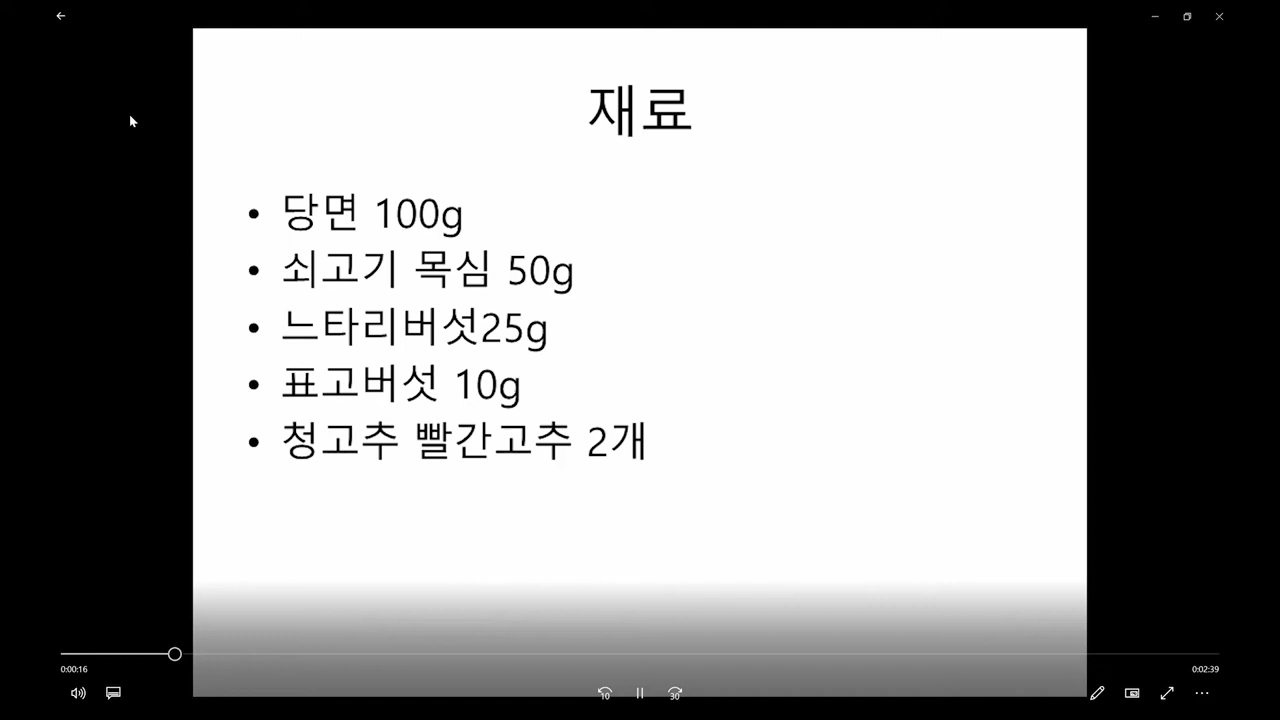 재료
• 당면 100g
• 쇠고기 목심 50g
• 느타리버섯25g
• 표고버섯 10g
• 청고추 빨간고추 2개
0:00:16
0:02:39
10
30